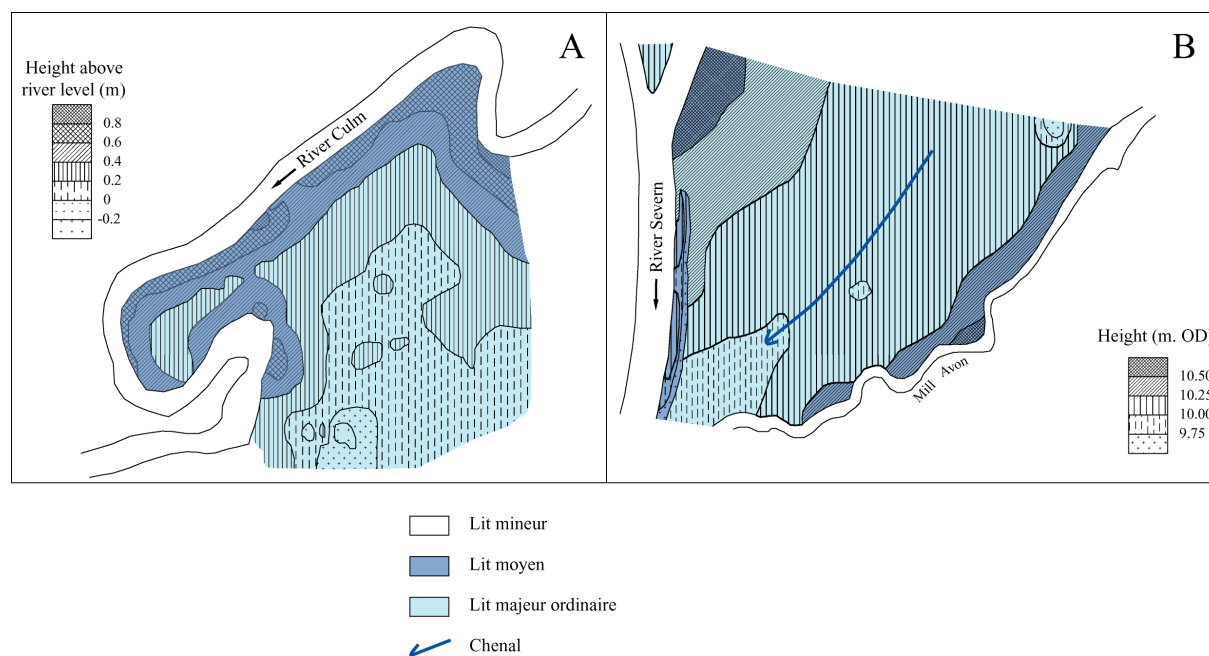 A
Height above
river level (m)
0.8
0.6
0.4
0.2
0
-0.2
River Culm
B
River Severn
Mill Avon
Height (m. OD)
10.50
10.25
10.00
9.75
Lit mineur
Lit moyen
Lit majeur ordinaire
Chenal